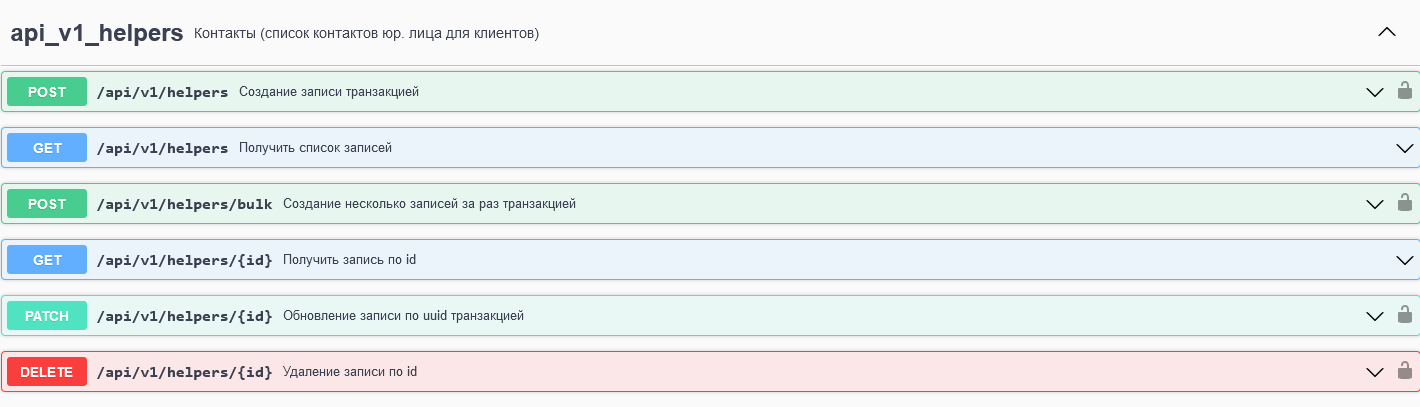 api_v1_helpers Контакты (список контактов юр. лица для клиентов)
POST /api/v1/helpers Создание записи транзакцией
GET /api/v1/helpers Получить список записей
POST /api/v1/helpers/bulk Создание несколько записей за раз транзакцией
GET /api/v1/helpers/{id} Получить запись по id
PATCH /api/v1/helpers/{id} Обновление записи по uuid транзакцией
DELETE /api/v1/helpers/{id} Удаление записи по id